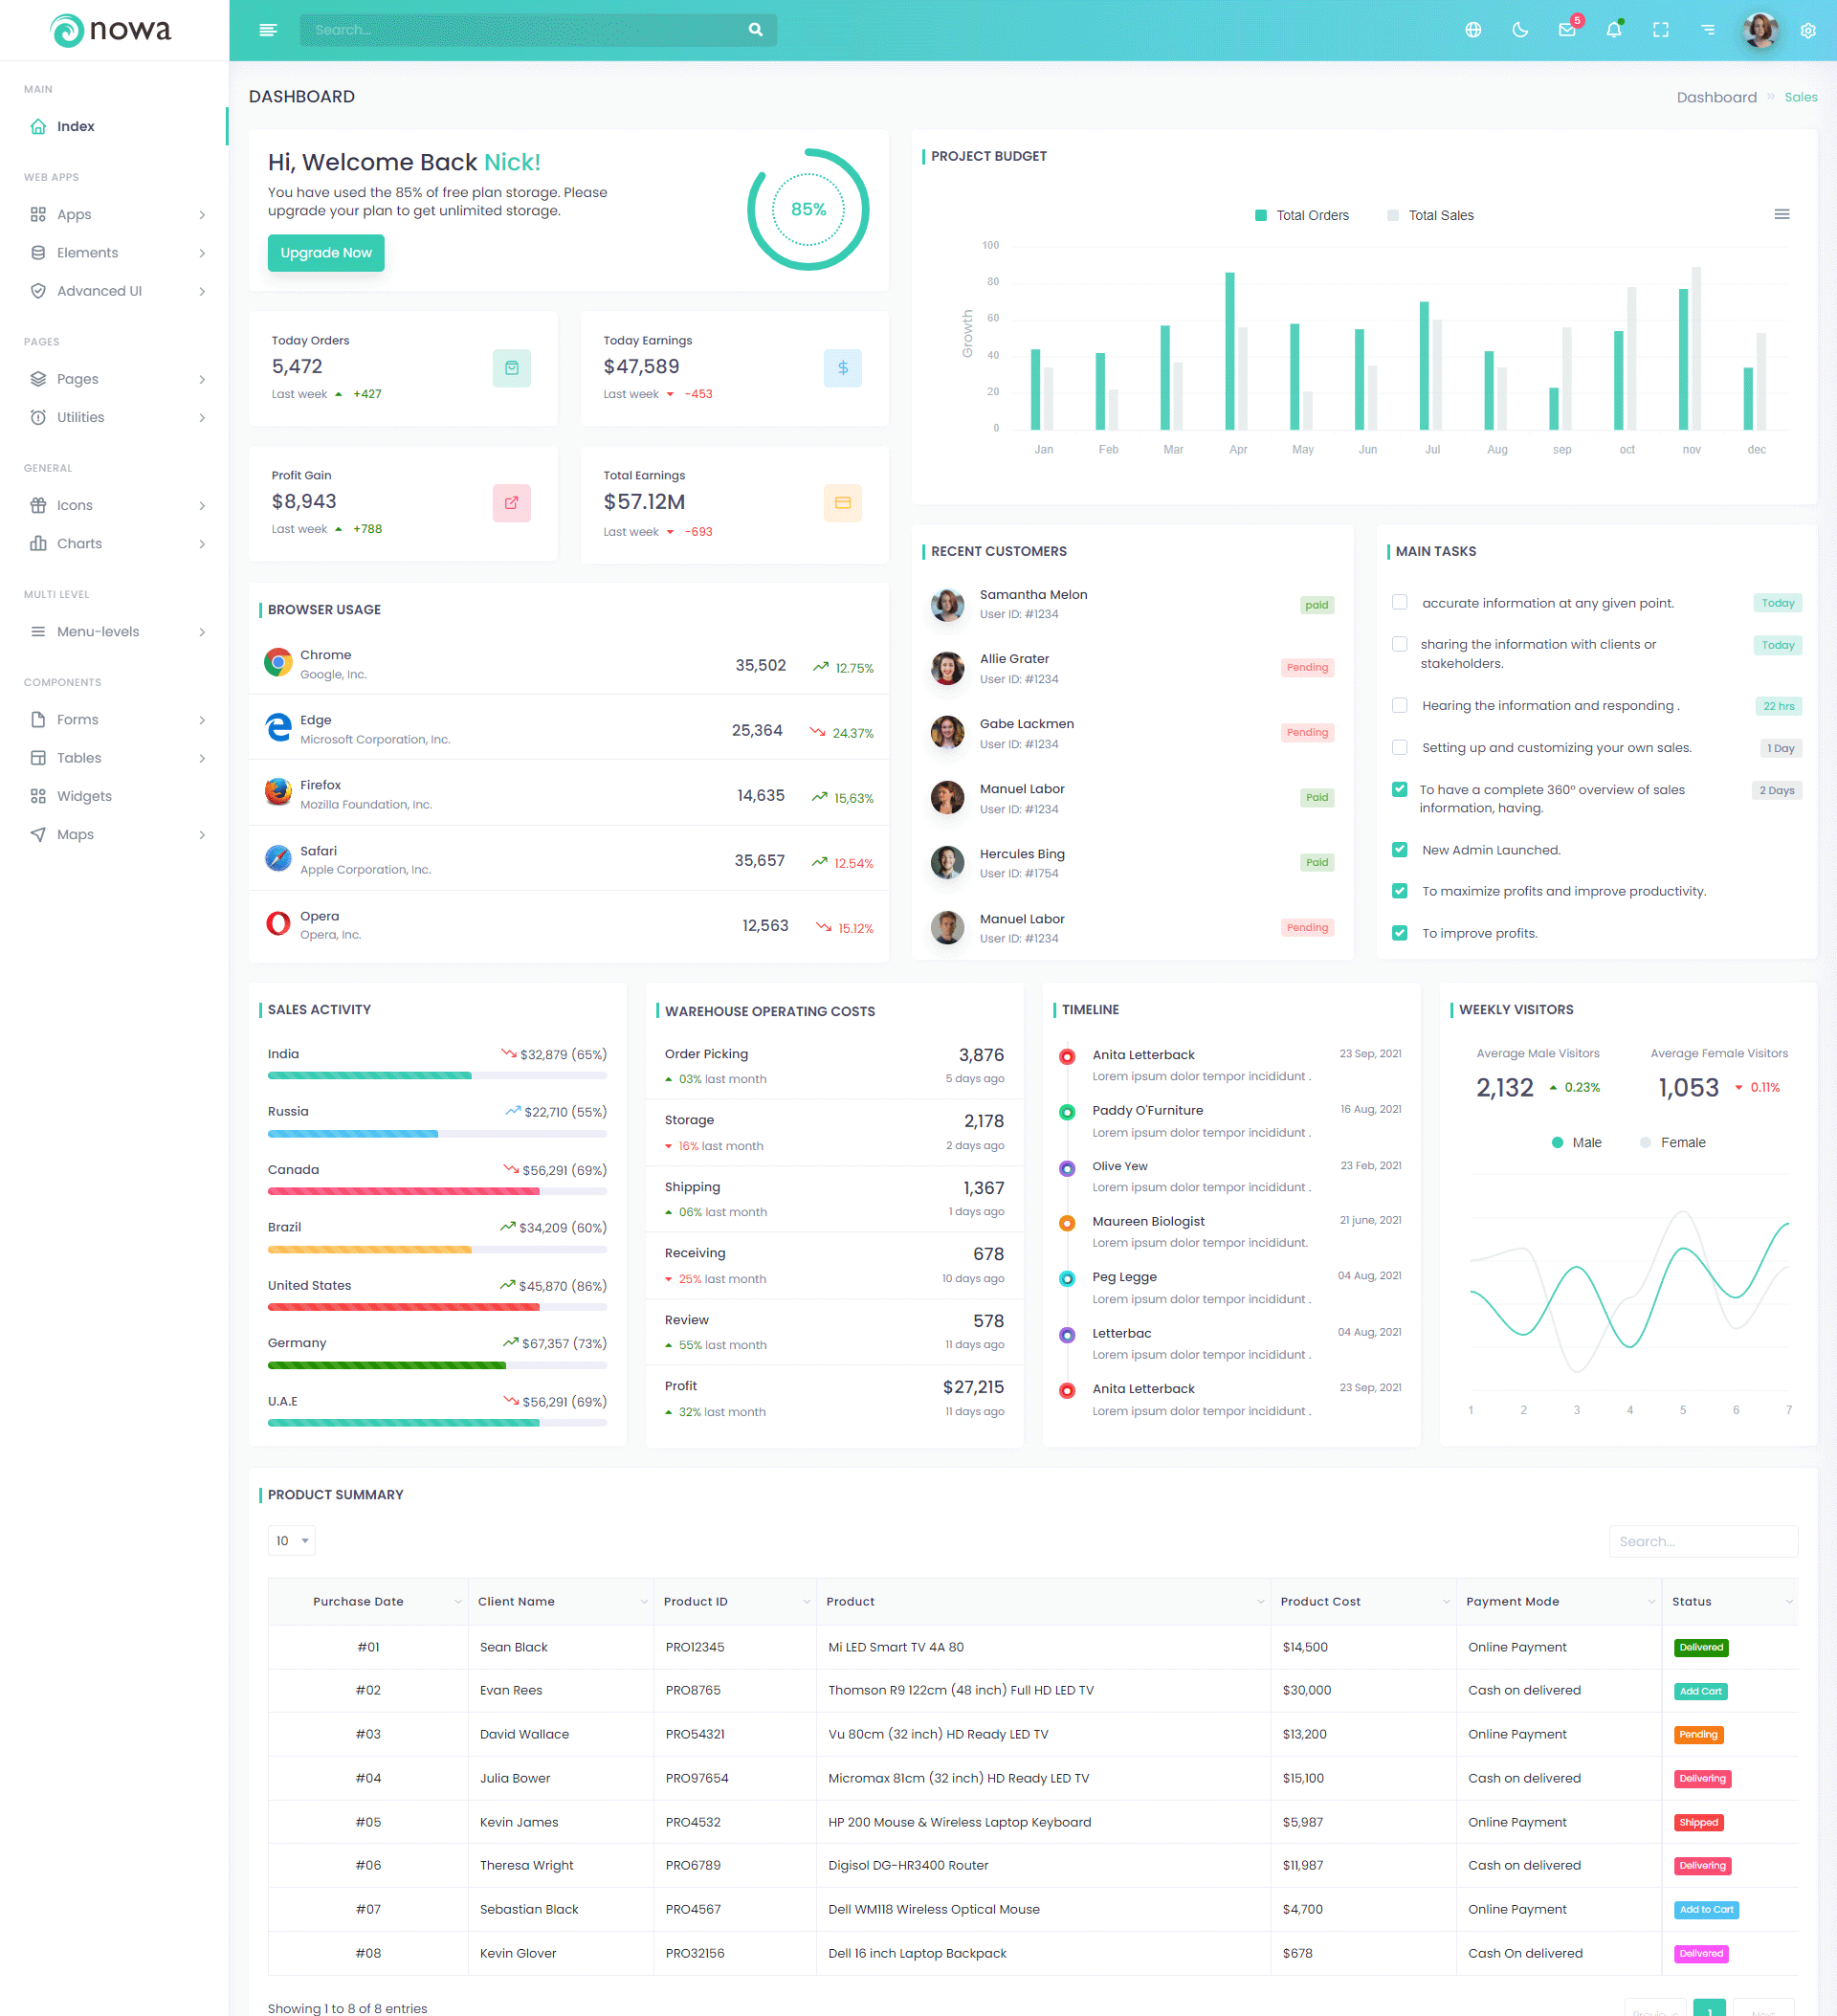 nowa
Search...
5
MAIN
Index
WEB APPS
Apps
Elements
Advanced UI
PAGES
Pages
Utilities
GENERAL
Icons
Charts
MULTI LEVEL
Menu-levels
COMPONENTS
Forms
Tables
Widgets
Maps
DASHBOARD
Dashboard » Sales
Hi, Welcome Back Nick!
You have used the 85% of free plan storage. Please
upgrade your plan to get unlimited storage.
Upgrade Now
85%
Today Orders
5,472
Last week +427
Today Earnings
$47,589
Last week -453
Profit Gain
$8,943
Last week +788
Total Earnings
$57.12M
Last week -693
PROJECT BUDGET
Total Orders Total Sales
Growth
100
80
60
40
20
0
Jan Feb Mar Apr May Jun Jul Aug sep oct nov dec
BROWSER USAGE
Chrome
Google, Inc.
35,502 12.75%
Edge
Microsoft Corporation, Inc.
25,364 24.37%
Firefox
Mozilla Foundation, Inc.
14,635 15,63%
Safari
Apple Corporation, Inc.
35,657 12.54%
Opera
Opera, Inc.
12,563 15.12%
RECENT CUSTOMERS
Samantha Melon
User ID: #1234
paid
Allie Grater
User ID: #1234
Pending
Gabe Lackmen
User ID: #1234
Pending
Manuel Labor
User ID: #1234
Paid
Hercules Bing
User ID: #1754
Paid
Manuel Labor
User ID: #1234
Pending
MAIN TASKS
accurate information at any given point. Today
sharing the information with clients or
stakeholders.
Today
Hearing the information and responding . 22 hrs
Setting up and customizing your own sales. 1 Day
To have a complete 360° overview of sales
information, having.
2 Days
New Admin Launched.
To maximize profits and improve productivity.
To improve profits.
SALES ACTIVITY
India $32,879 (65%)
Russia $22,710 (55%)
Canada $56,291 (69%)
Brazil $34,209 (60%)
United States $45,870 (86%)
Germany $67,357 (73%)
U.A.E $56,291 (69%)
WAREHOUSE OPERATING COSTS
Order Picking 3,876
03% last month 5 days ago
Storage 2,178
16% last month 2 days ago
Shipping 1,367
06% last month 1 days ago
Receiving 678
25% last month 10 days ago
Review 578
55% last month 11 days ago
Profit $27,215
32% last month 11 days ago
TIMELINE
Anita Letterback 23 Sep, 2021
Lorem ipsum dolor tempor incididunt .
Paddy O'Furniture 16 Aug, 2021
Lorem ipsum dolor tempor incididunt .
Olive Yew 23 Feb, 2021
Lorem ipsum dolor tempor incididunt .
Maureen Biologist 21 june, 2021
Lorem ipsum dolor tempor incididunt.
Peg Legge 04 Aug, 2021
Lorem ipsum dolor tempor incididunt .
Letterbac 04 Aug, 2021
Lorem ipsum dolor tempor incididunt .
Anita Letterback 23 Sep, 2021
Lorem ipsum dolor tempor incididunt .
WEEKLY VISITORS
Average Male Visitors
2,132 0.23%
Average Female Visitors
1,053 0.11%
Male Female
1 2 3 4 5 6 7
PRODUCT SUMMARY
10
Search...
Purchase Date Client Name Product ID Product Product Cost Payment Mode Status
#01 Sean Black PRO12345 Mi LED Smart TV 4A 80 $14,500 Online Payment Delivered
#02 Evan Rees PRO8765 Thomson R9 122cm (48 inch) Full HD LED TV $30,000 Cash on delivered Add Cart
#03 David Wallace PRO54321 Vu 80cm (32 inch) HD Ready LED TV $13,200 Online Payment Pending
#04 Julia Bower PRO97654 Micromax 81cm (32 inch) HD Ready LED TV $15,100 Cash on delivered Delivering
#05 Kevin James PRO4532 HP 200 Mouse & Wireless Laptop Keyboard $5,987 Online Payment Shipped
#06 Theresa Wright PRO6789 Digisol DG-HR3400 Router $11,987 Cash on delivered Delivering
#07 Sebastian Black PRO4567 Dell WM118 Wireless Optical Mouse $4,700 Online Payment Add to Cart
#08 Kevin Glover PRO32156 Dell 16 inch Laptop Backpack $678 Cash On delivered Delivered
Showing 1 to 8 of 8 entries
Previous 1 Next